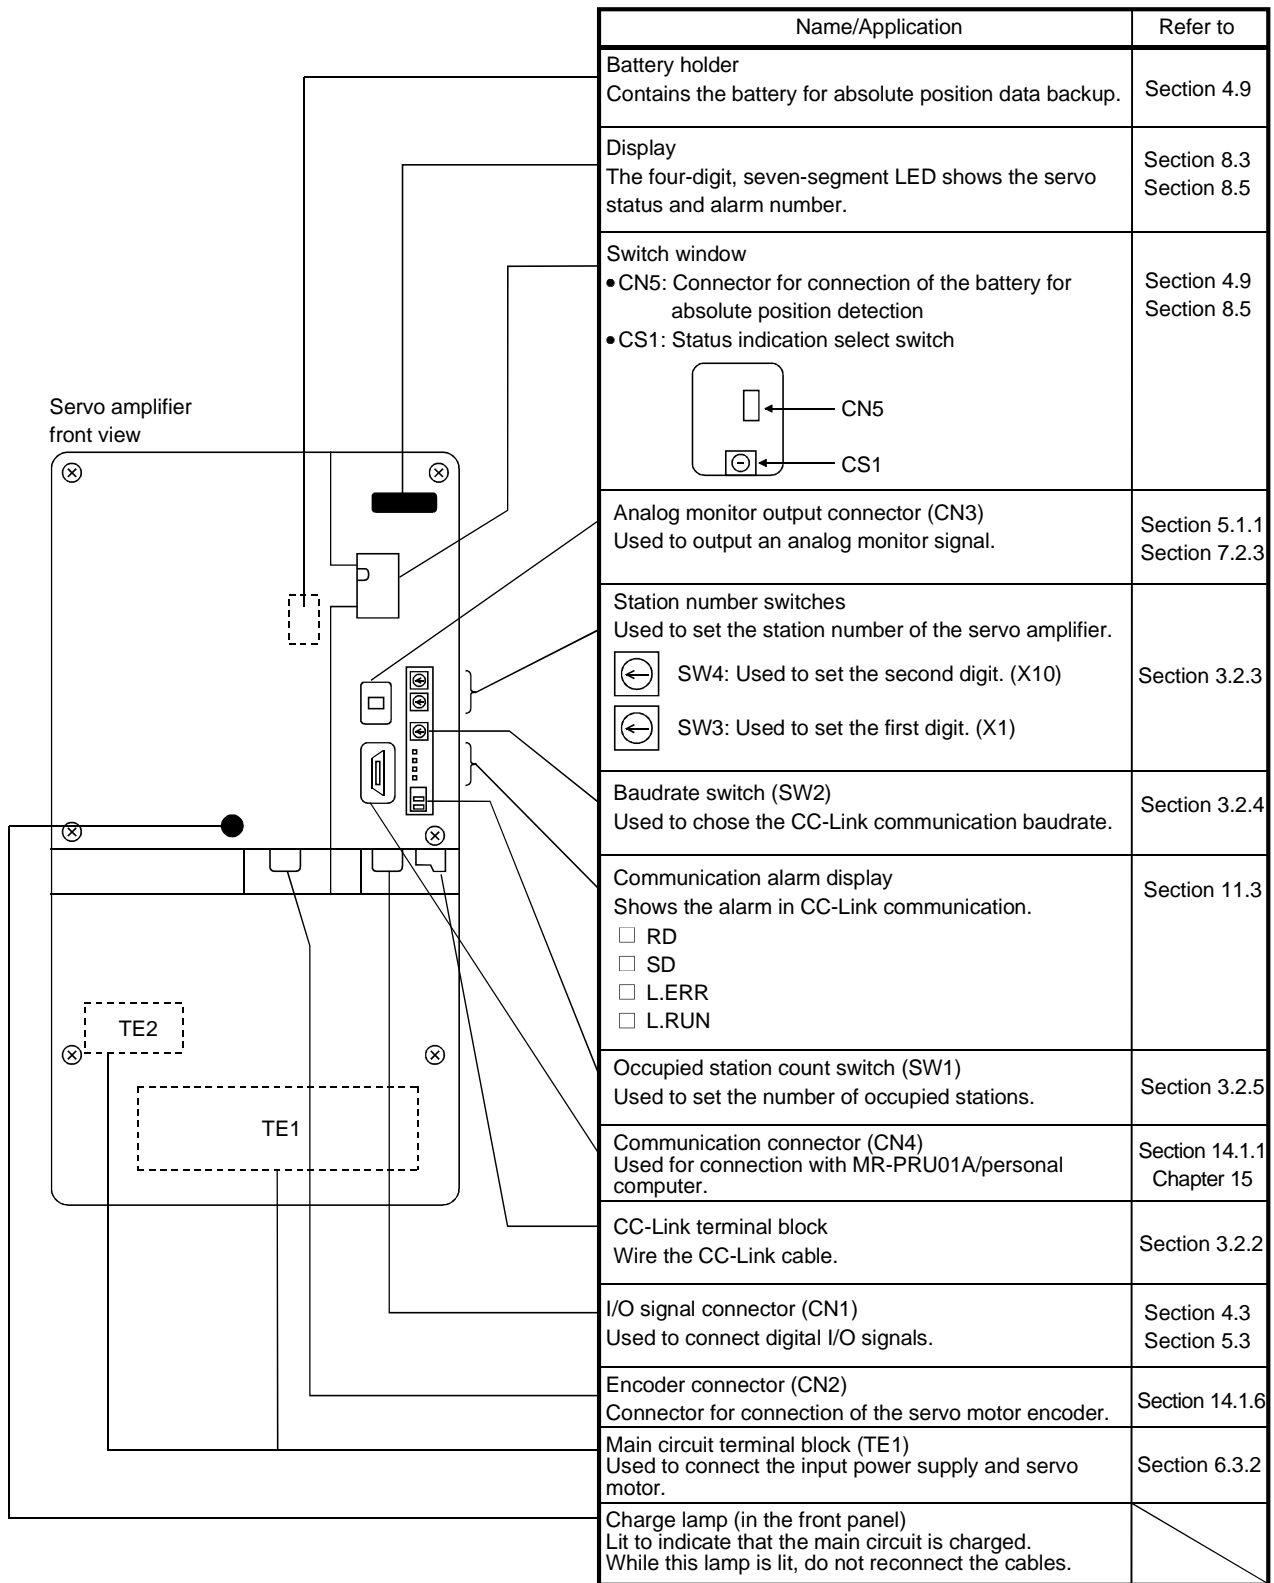 Name/Application
Refer to
Battery holder
Contains the battery for absolute position data backup.
Section 4.9
Display
The four-digit, seven-segment LED shows the servo
status and alarm number.
Section 8.3
Section 8.5
Switch window
●CN5: Connector for connection of the battery for
absolute position detection
●CS1: Status indication select switch
CN5
CS1
Section 4.9
Section 8.5
Servo amplifier
front view
Analog monitor output connector (CN3)
Used to output an analog monitor signal.
Section 5.1.1
Section 7.2.3
Station number switches
Used to set the station number of the servo amplifier.
SW4: Used to set the second digit. (X10)
SW3: Used to set the first digit. (X1)
Section 3.2.3
Baudrate switch (SW2)
Used to chose the CC-Link communication baudrate.
Section 3.2.4
Communication alarm display
Shows the alarm in CC-Link communication.
□ RD
□ SD
□ L.ERR
□ L.RUN
Section 11.3
TE2
TE1
Occupied station count switch (SW1)
Used to set the number of occupied stations.
Section 3.2.5
Communication connector (CN4)
Used for connection with MR-PRU01A/personal
computer.
Section 14.1.1
Chapter 15
CC-Link terminal block
Wire the CC-Link cable.
Section 3.2.2
I/O signal connector (CN1)
Used to connect digital I/O signals.
Section 4.3
Section 5.3
Encoder connector (CN2)
Connector for connection of the servo motor encoder.
Section 14.1.6
Main circuit terminal block (TE1)
Used to connect the input power supply and servo
motor.
Section 6.3.2
Charge lamp (in the front panel)
Lit to indicate that the main circuit is charged.
While this lamp is lit, do not reconnect the cables.